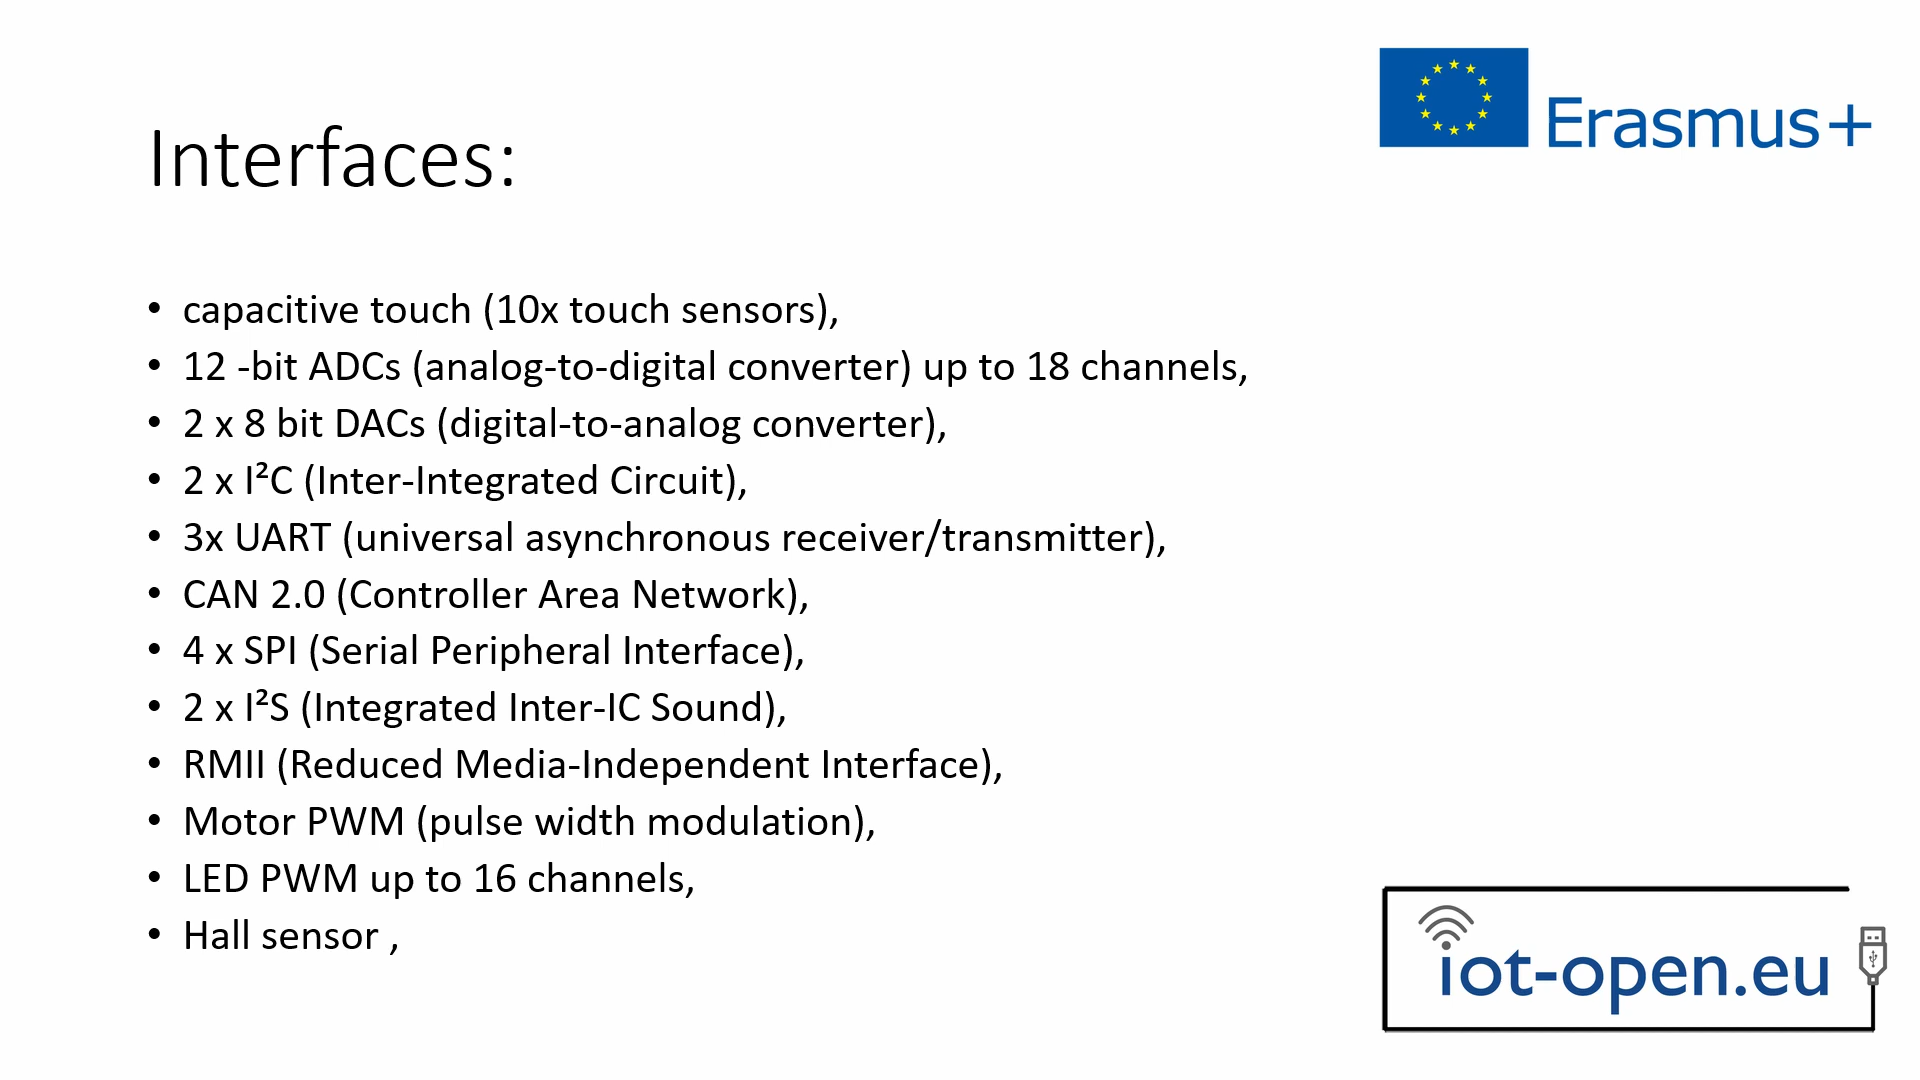 Erasmus+
Interfaces:
• capacitive touch (10x touch sensors),
• 12 -bit ADCs (analog-to-digital converter) up to 18 channels,
• 2 x 8 bit DACs (digital-to-analog converter),
• 2 x I²C (Inter-Integrated Circuit),
• 3x UART (universal asynchronous receiver/transmitter),
• CAN 2.0 (Controller Area Network),
• 4 x SPI (Serial Peripheral Interface),
• 2 x I²S (Integrated Inter-IC Sound),
• RMII (Reduced Media-Independent Interface),
• Motor PWM (pulse width modulation),
• LED PWM up to 16 channels,
• Hall sensor ,
iot-open.eu